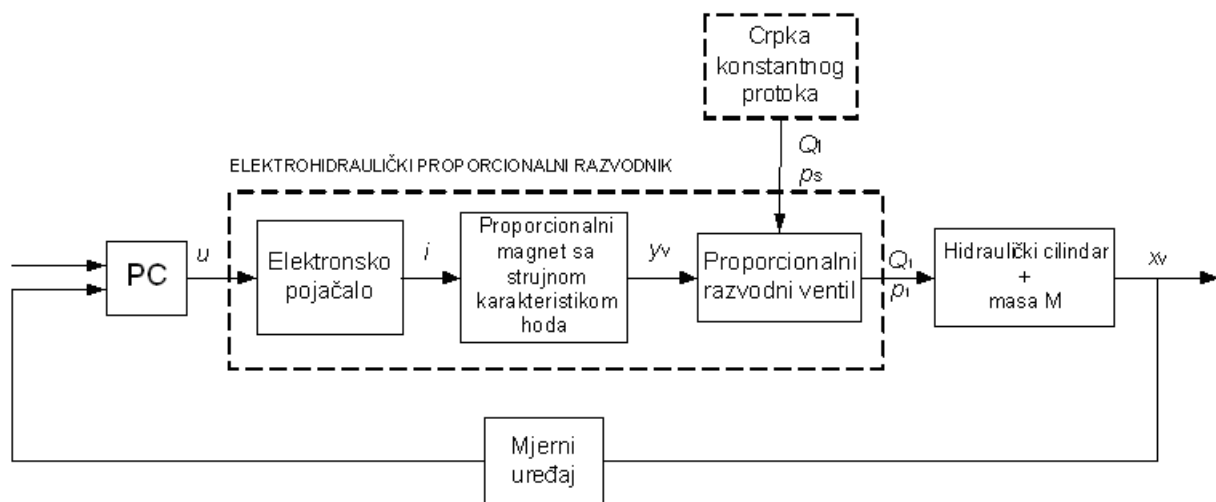 Crpka
konstantnog
protoka
Qt
ps
ELEKTROHIDRAULIČKI PROPORCIONALNI RAZVODNIK
PC
u
Elektronsko
pojačalo
i
Proporcionalni
magnet sa
strujnom
karakteristikom
hoda
yv
Proporcionalni
razvodni ventil
Q1
p1
Hidraulički cilindar
+
masa M
xv
Mjerni
uređaj